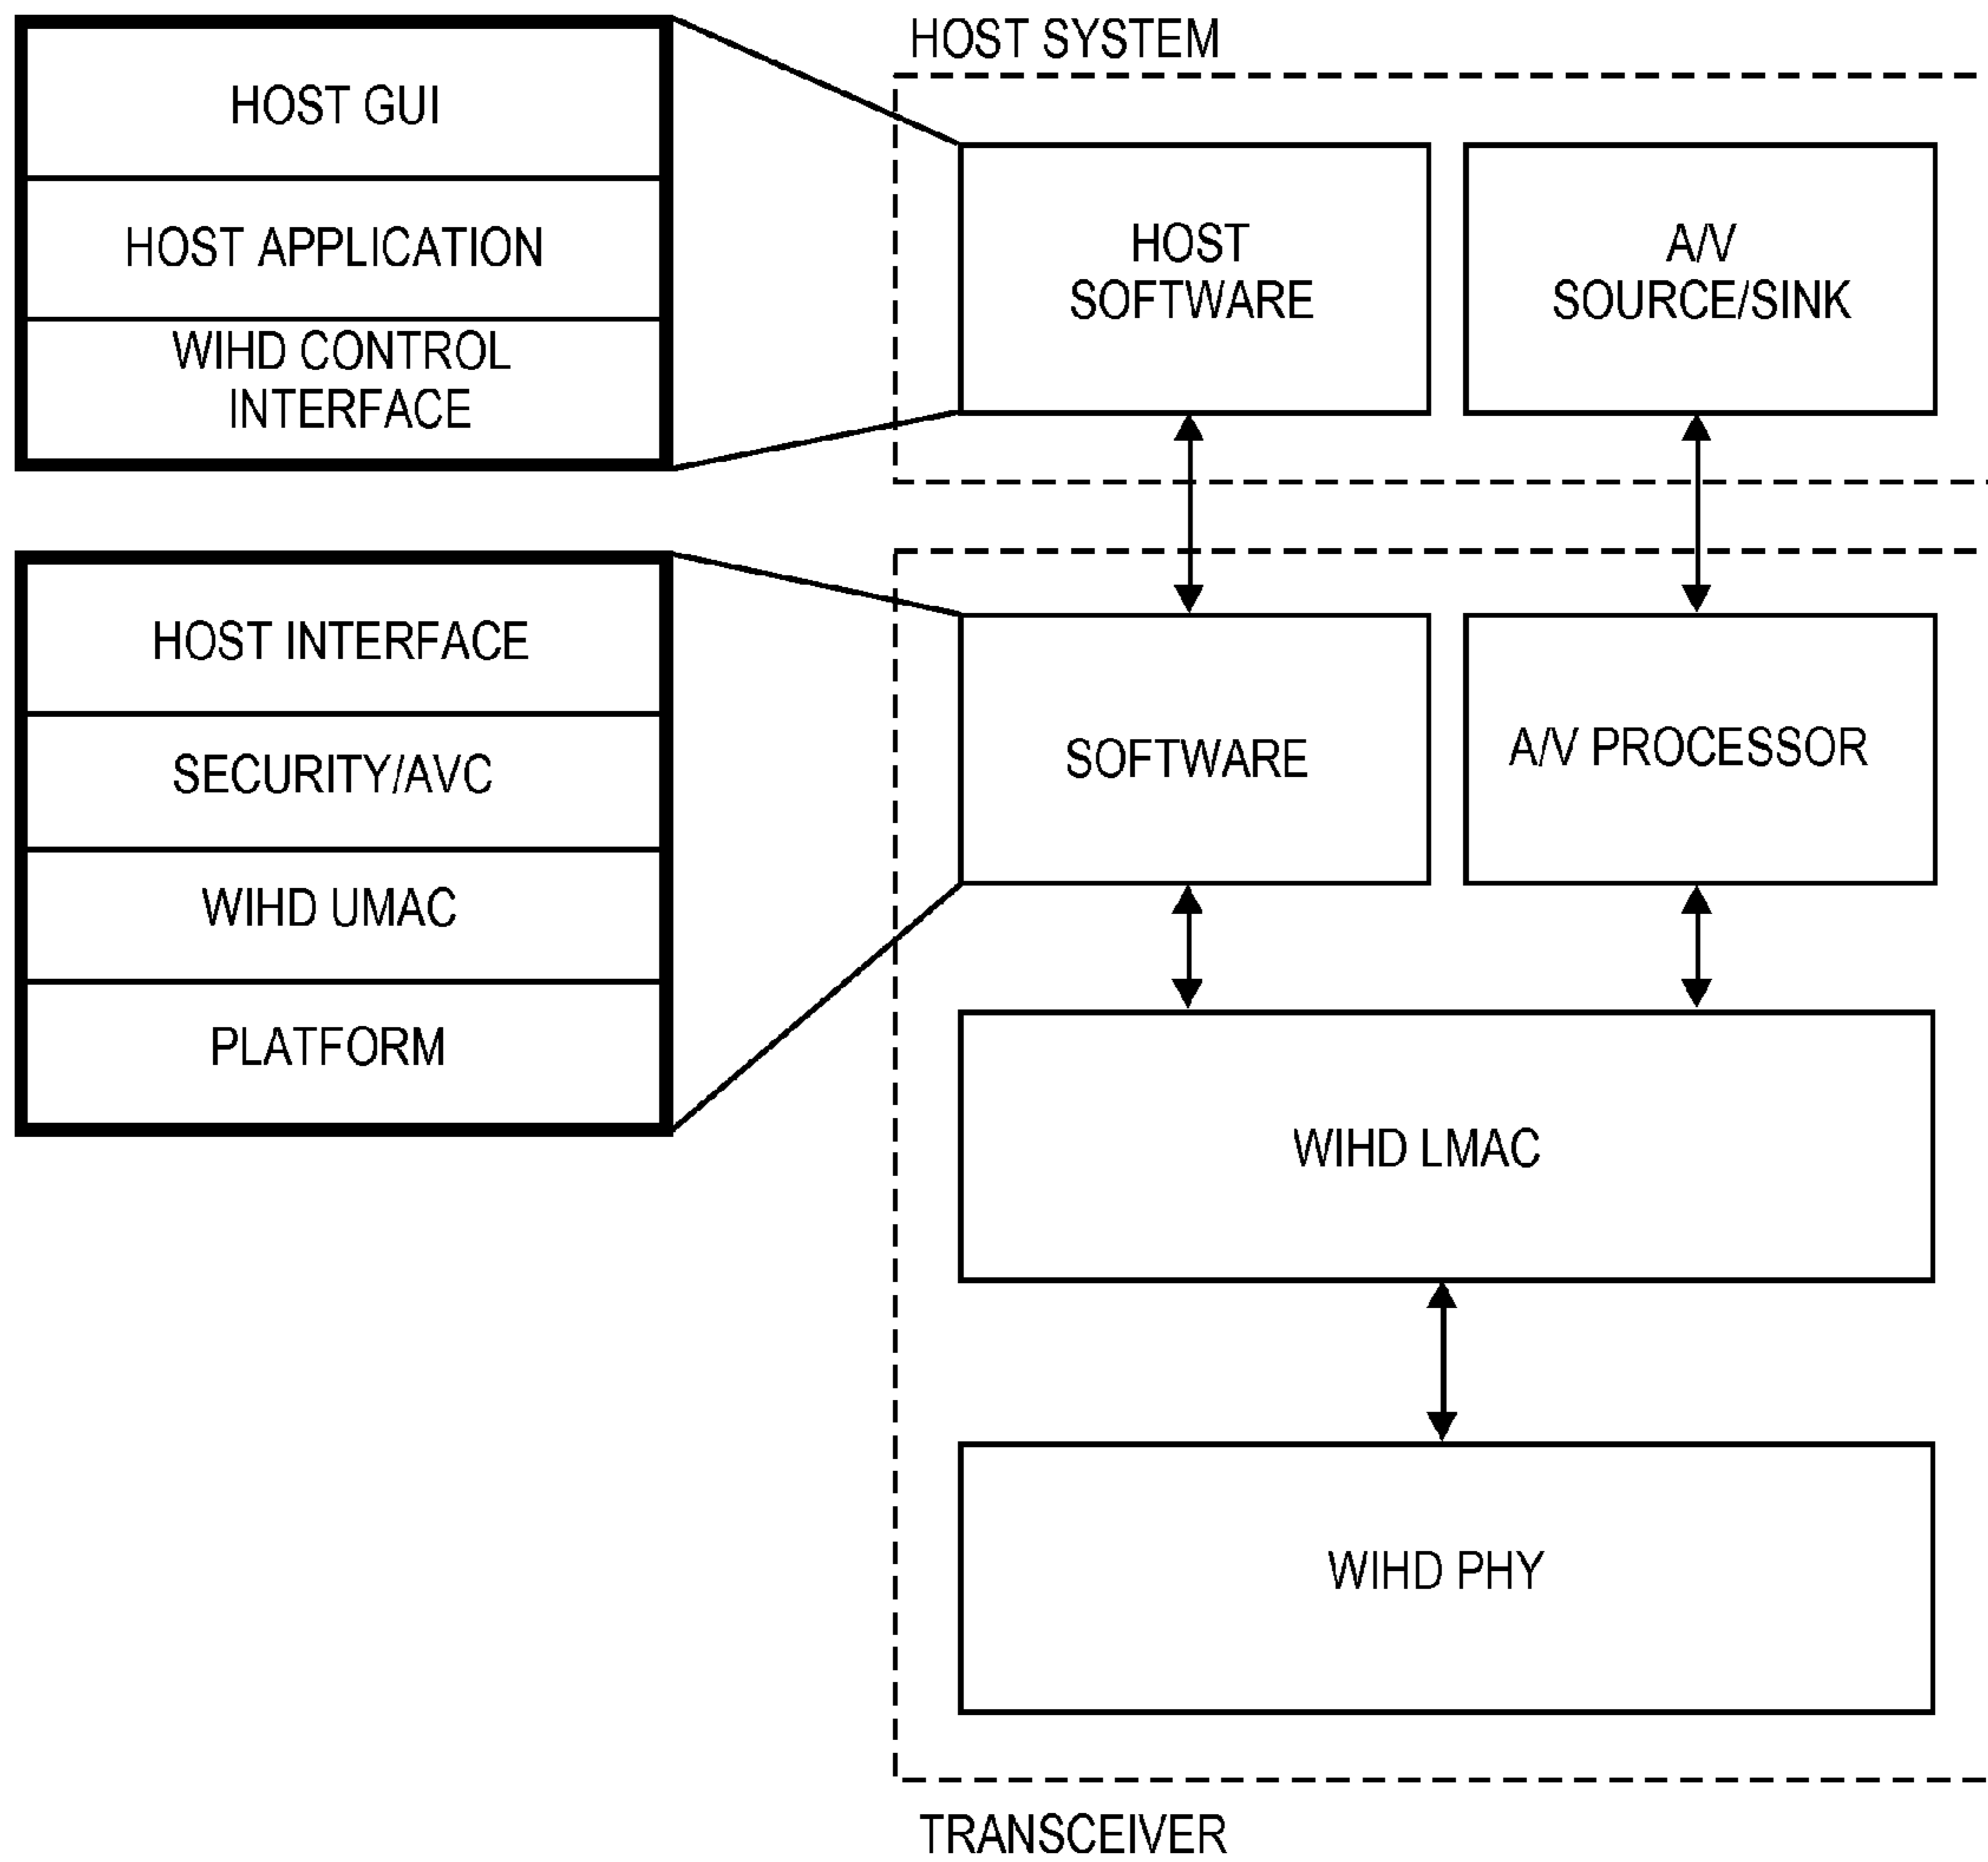 HOST SYSTEM
HOST GUI
HOST APPLICATION
WIHD CONTROL
INTERFACE
HOST
SOFTWARE
A/V
SOURCE/SINK
HOST INTERFACE
SECURITY/AVC
WIHD UMAC
PLATFORM
SOFTWARE
A/V PROCESSOR
WIHD LMAC
WIHD PHY
TRANSCEIVER